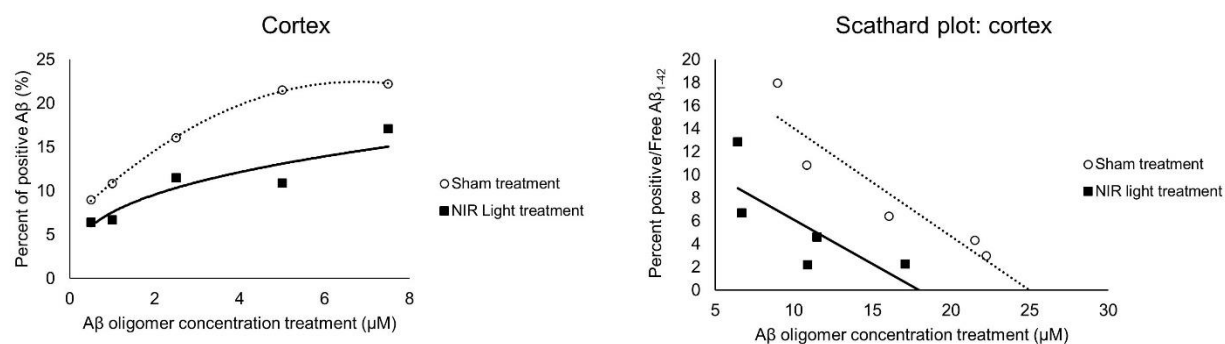 Cortex
Percent of positive Aβ (%)
25
20
15
10
5
0
0 2 4 6 8
Aβ oligomer concentration treatment (μM)
Sham treatment
NIR Light treatment
Scathard plot: cortex
Percent positive/Free Aβ1-42
20
18
16
14
12
10
8
6
4
2
0
5 10 15 20 25 30
Aβ oligomer concentration treatment (μM)
Sham treatment
NIR light treatment